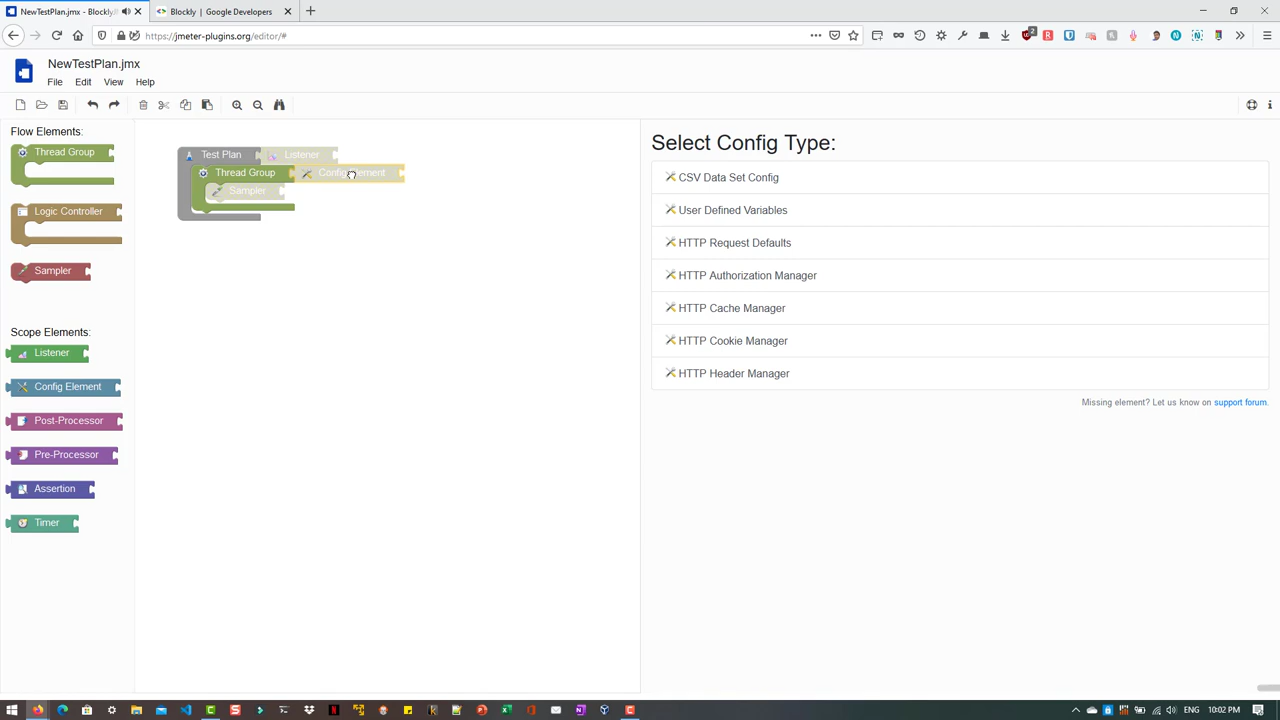 NewTestPlan.jmx - Blockly
Blockly | Google Developers
https://jmeter-plugins.org/editor/#
NewTestPlan.jmx
File Edit View Help
Flow Elements:
Thread Group
Logic Controller
Sampler
Scope Elements:
Listener
Config Element
Post-Processor
Pre-Processor
Assertion
Timer
Test Plan Listener
Thread Group Config Element
Sampler
Select Config Type:
CSV Data Set Config
User Defined Variables
HTTP Request Defaults
HTTP Authorization Manager
HTTP Cache Manager
HTTP Cookie Manager
HTTP Header Manager
Missing element? Let us know on support forum.
10:02 PM